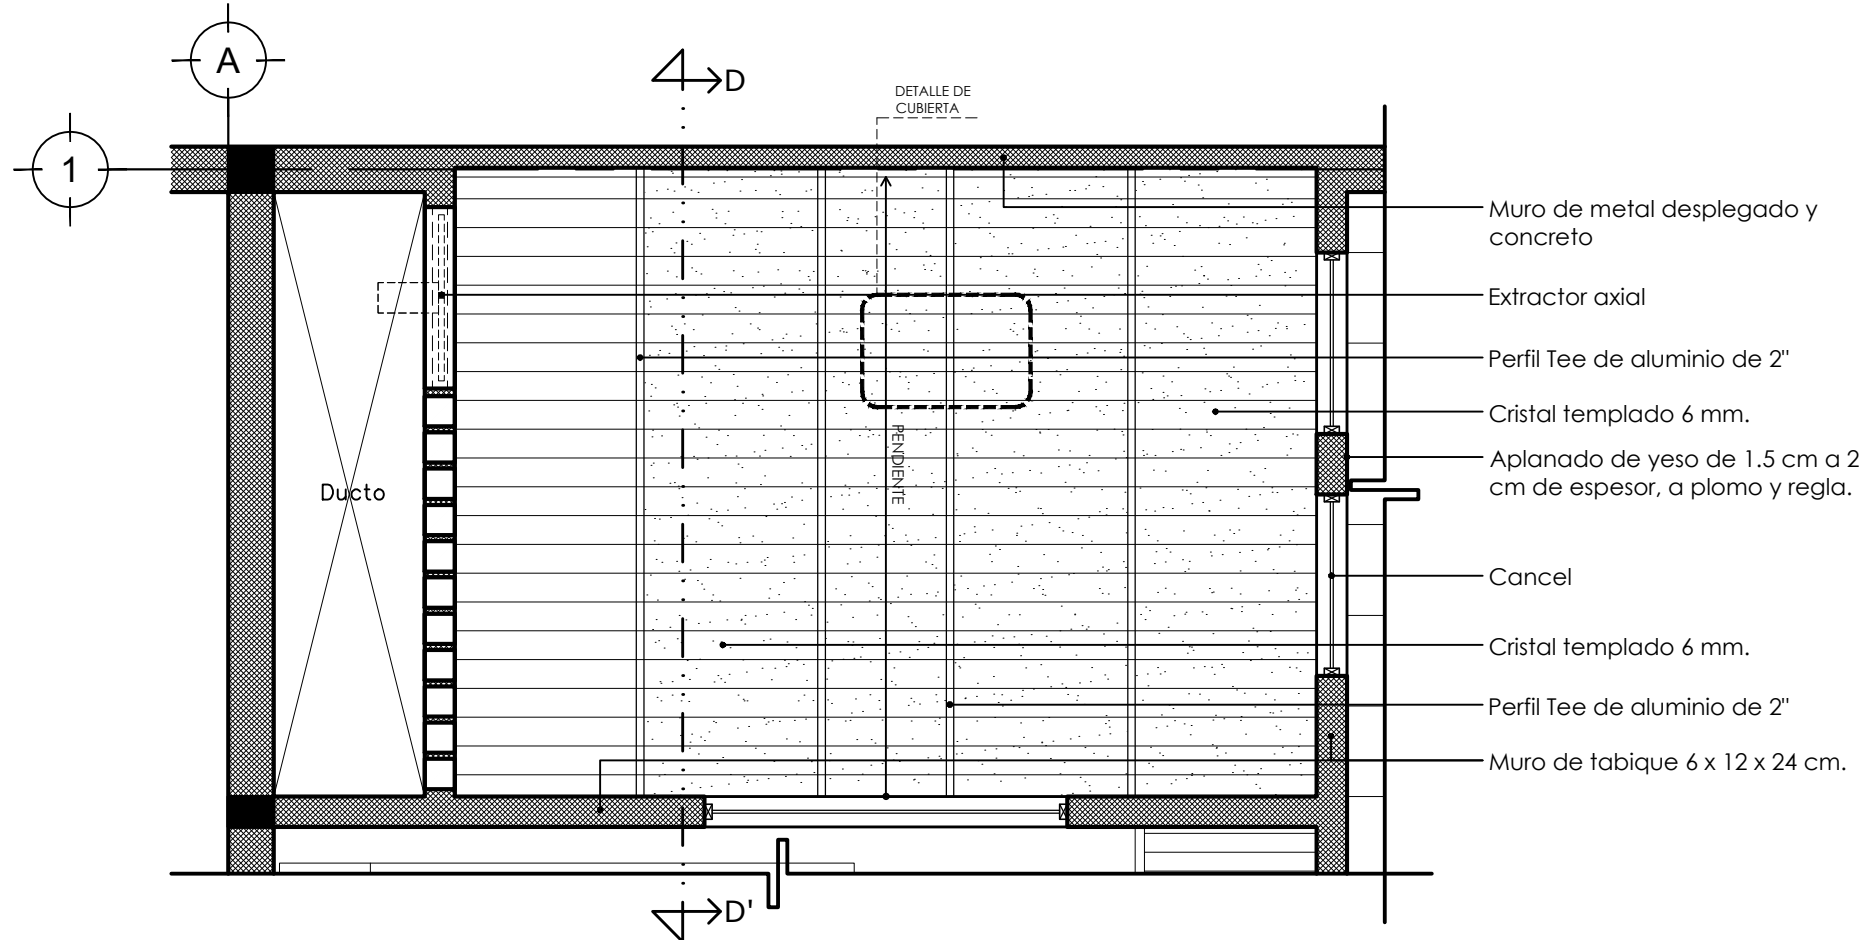 A
D
DETALLE DE
CUBIERTA
1
Muro de metal desplegado y
concreto
Extractor axial
Perfil Tee de aluminio de 2"
Cristal templado 6 mm.
PENDIENTE
Aplanado de yeso de 1.5 cm a 2
cm de espesor, a plomo y regla.
Ducto
Cancel
Cristal templado 6 mm.
Perfil Tee de aluminio de 2"
Muro de tabique 6 x 12 x 24 cm.
D'